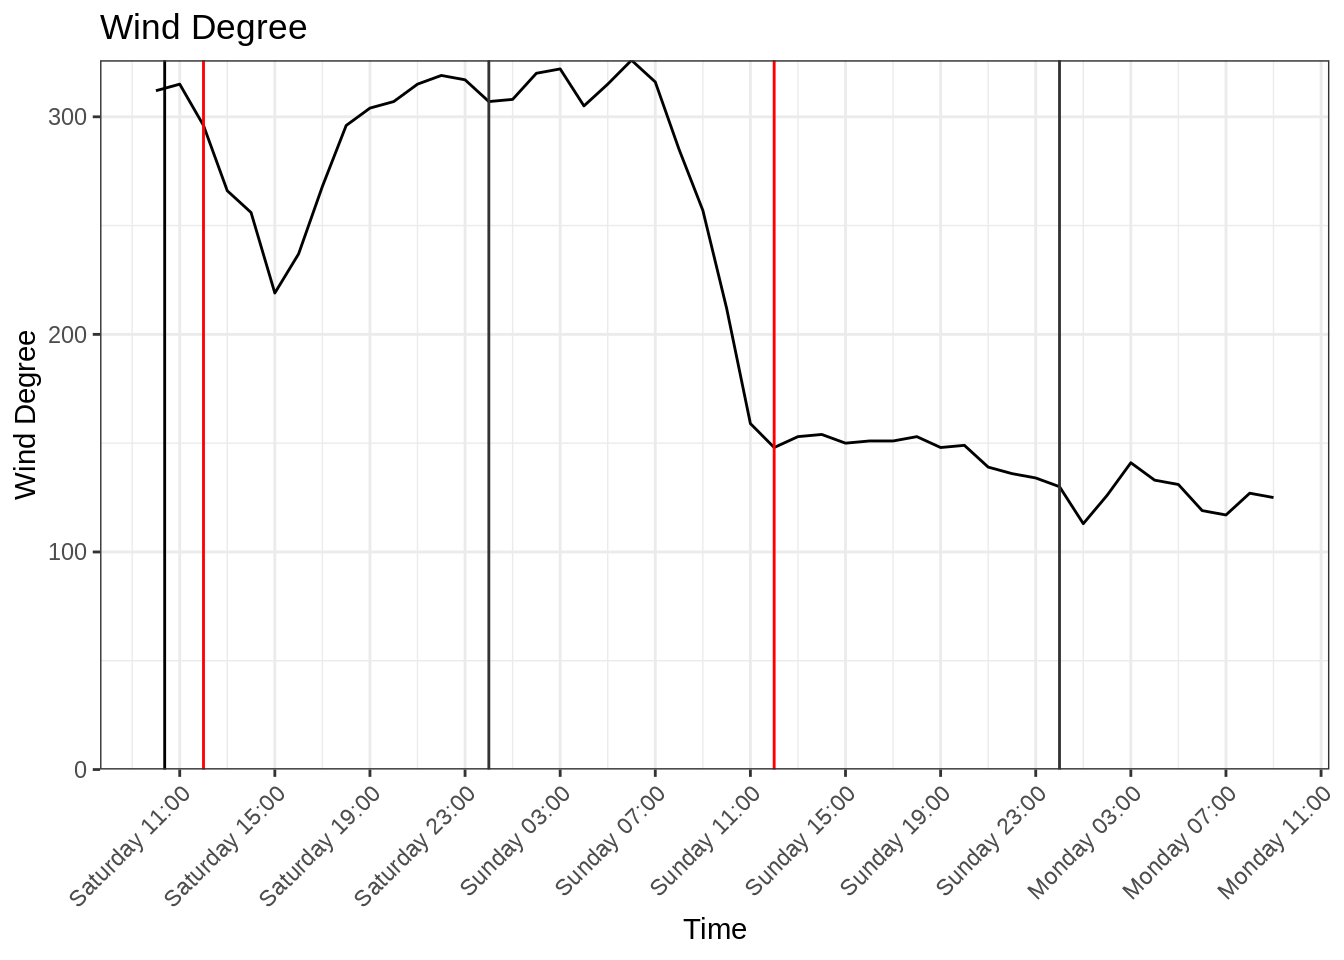 Wind Degree
Wind Degree
300
200
100
0
Saturday 11:00
Saturday 15:00
Saturday 19:00
Saturday 23:00
Sunday 03:00
Sunday 07:00
Sunday 11:00
Sunday 15:00
Sunday 19:00
Sunday 23:00
Monday 03:00
Monday 07:00
Monday 11:00
Time